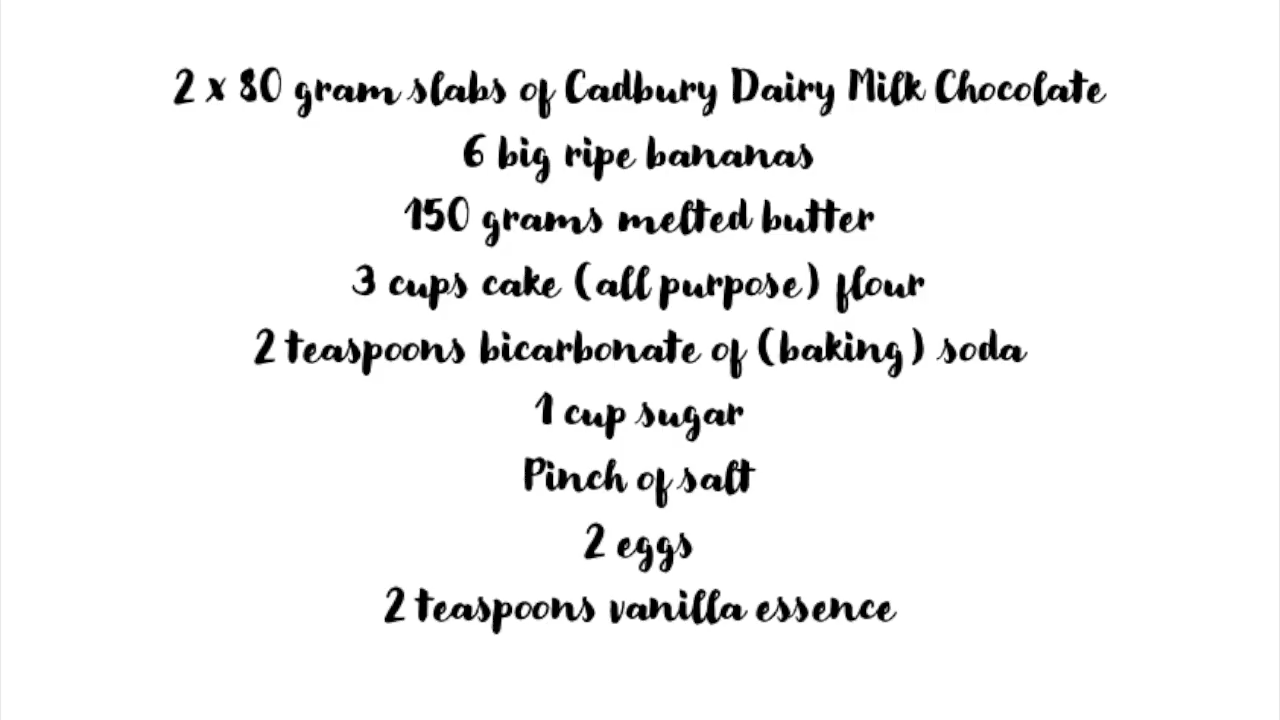 2 x 80 gram slabs of Cadbury Dairy Milk Chocolate
6 big ripe bananas
150 grams melted butter
3 cups cake (all purpose) flour
2 teaspoons bicarbonate of (baking) soda
1 cup sugar
Pinch of salt
2 eggs
2 teaspoons vanilla essence